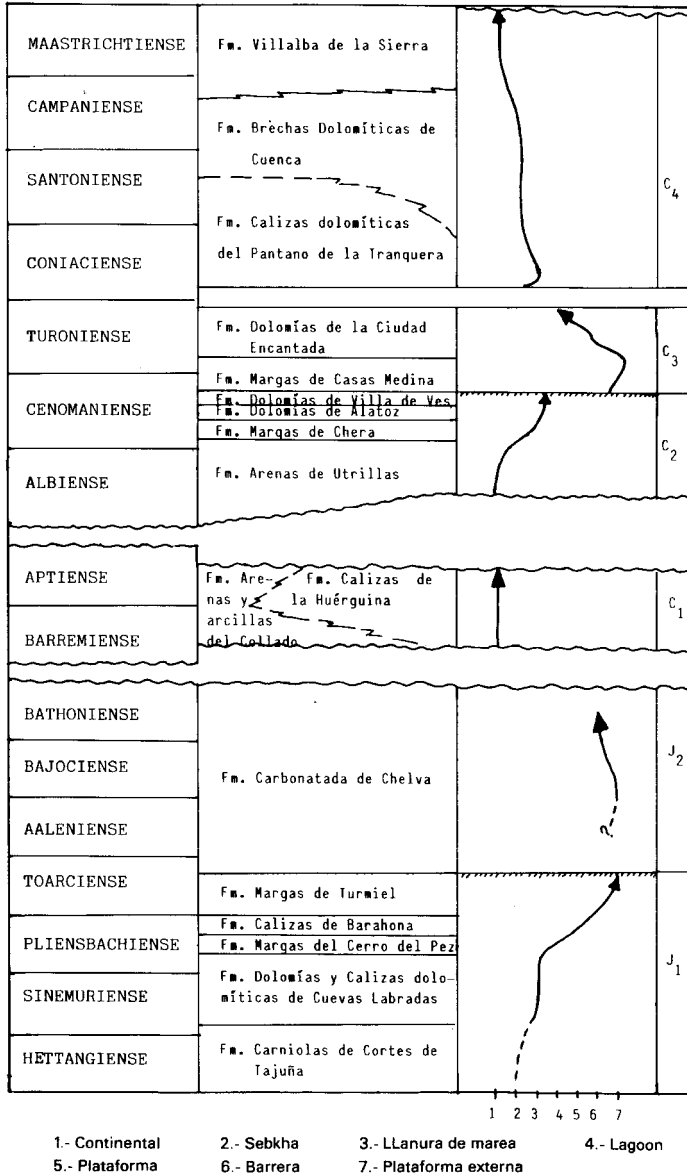 MAASTRICHTIENSE
Fm. Villalba de la Sierra
CAMPANIENSE
Fm. Brechas Dolomíticas de
Cuenca
SANTONIENSE
Fm. Calizas dolomíticas
del Pantano de la Tranquera
CONIACIENSE
C4
TURONIENSE
Fm. Dolomías de la Ciudad
Encantada
Fm. Margas de Casas Medina
C3
CENOMANIENSE
Fm. Dolomías de Villa de Ves
Fm. Dolomías de Alatoz
Fm. Margas de Chera
C2
ALBIENSE
Fm. Arenas de Utrillas
APTIENSE
Fm. Are-
nas y
arcillas
del Collado
Fm. Calizas de
la Huérguina
C1
BARREMIENSE
BATHONIENSE
BAJOCIENSE
Fm. Carbonatada de Chelva
J2
AALENIENSE
?
TOARCIENSE
Fm. Margas de Turmiel
Fm. Calizas de Barahona
PLIENSBACHIENSE
Fm. Margas del Cerro del Pez
J1
SINEMURIENSE
Fm. Dolomías y Calizas dolo-
míticas de Cuevas Labradas
HETTANGIENSE
Fm. Carniolas de Cortes de
Tajuña
1 2 3 4 5 6 7
1.- Continental 2.- Sebkha 3.- LLanura de marea 4.- Lagoon
5.- Plataforma 6.- Barrera 7.- Plataforma externa